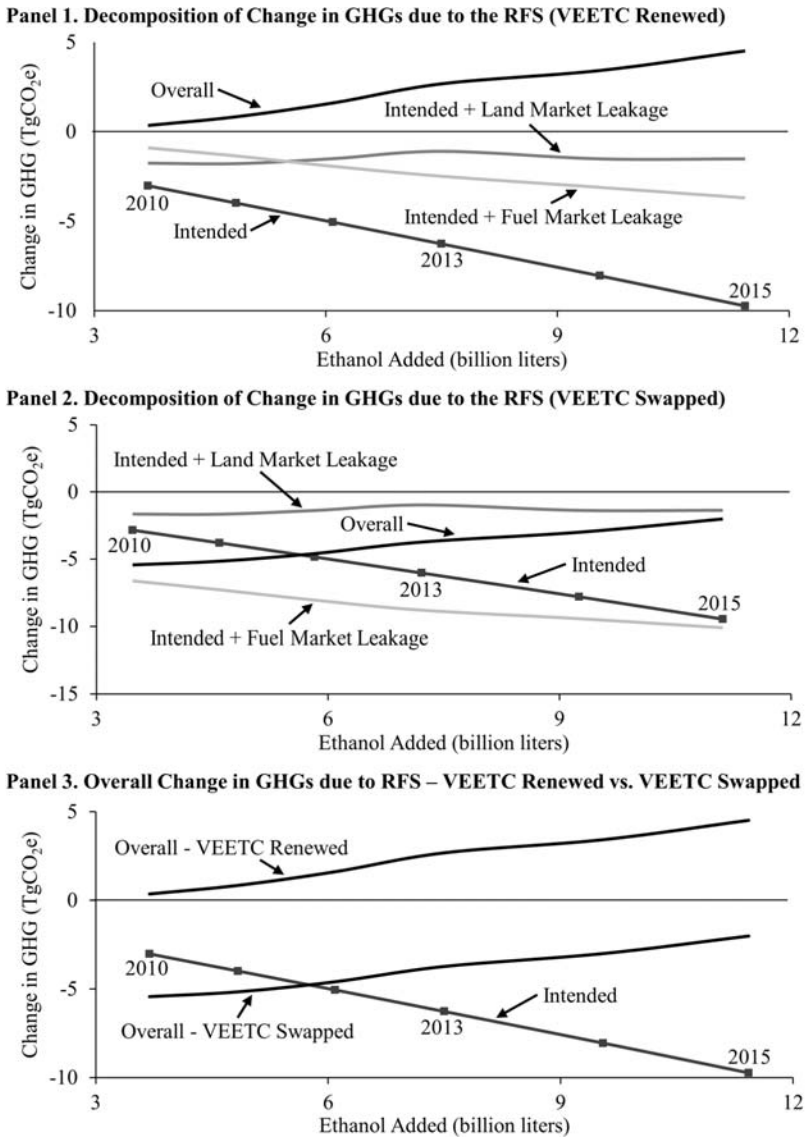 Panel 1. Decomposition of Change in GHGs due to the RFS (VEETC Renewed)
Change in GHG (TgCO₂e)
5
0
-5
-10
Overall
Intended + Land Market Leakage
2010
Intended
Intended + Fuel Market Leakage
2013
2015
3 6 9 12
Ethanol Added (billion liters)
Panel 2. Decomposition of Change in GHGs due to the RFS (VEETC Swapped)
Change in GHG (TgCO₂e)
5
0
-5
-10
-15
Intended + Land Market Leakage
Overall
2010
Intended
2013
2015
Intended + Fuel Market Leakage
3 6 9 12
Ethanol Added (billion liters)
Panel 3. Overall Change in GHGs due to RFS – VEETC Renewed vs. VEETC Swapped
Change in GHG (TgCO₂e)
5
0
-5
-10
Overall - VEETC Renewed
2010
Intended
Overall - VEETC Swapped
2013
2015
3 6 9 12
Ethanol Added (billion liters)